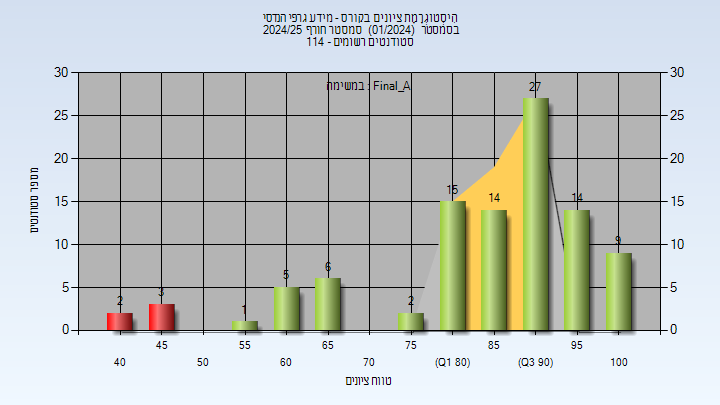 היסטוגרמת ציונים בקורס - מידע גרפי הנדסי
בסמסטר (01/2024) סמסטר חורף 2024/25
סטודנטים רשומים - 114
במשימה : Final_A
30 30
25 25
20 20
15 15
10 10
5 5
0 0
מספר סטודנטים
2 3 1 5 6 2 15 14 27 14 9
45 55 65 75 85 95
40 50 60 70 (Q1 80) (Q3 90) 100
טווח ציונים